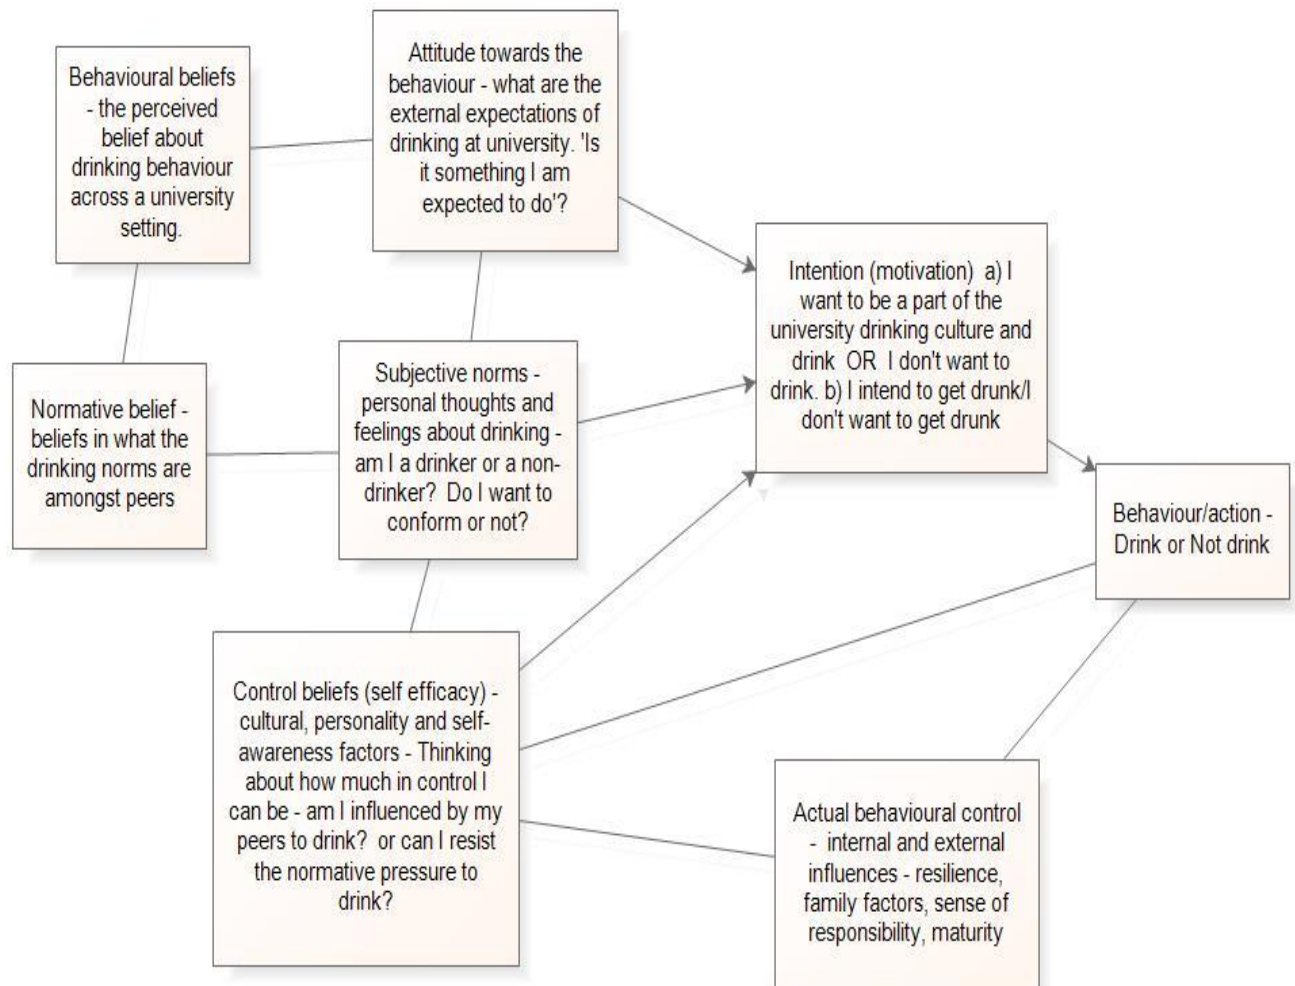 Behavioural beliefs
- the perceived
belief about
drinking behaviour
across a university
setting.
Attitude towards the
behaviour - what are the
external expectations of
drinking at university. 'Is
it something I am
expected to do'?
Intention (motivation)  a) I
want to be a part of the
university drinking culture and
drink  OR  I don't want to
drink. b) I intend to get drunk/I
don't want to get drunk
Normative belief -
beliefs in what the
drinking norms are
amongst peers
Subjective norms -
personal thoughts and
feelings about drinking -
am I a drinker or a non-
drinker?  Do I want to
conform or not?
Behaviour/action -
Drink or Not drink
Control beliefs (self efficacy) -
cultural, personality and self-
awareness factors - Thinking
about how much in control I
can be - am I influenced by my
peers to drink?  or can I resist
the normative pressure to
drink?
Actual behavioural control
-  internal and external
influences - resilience,
family factors, sense of
responsibility, maturity